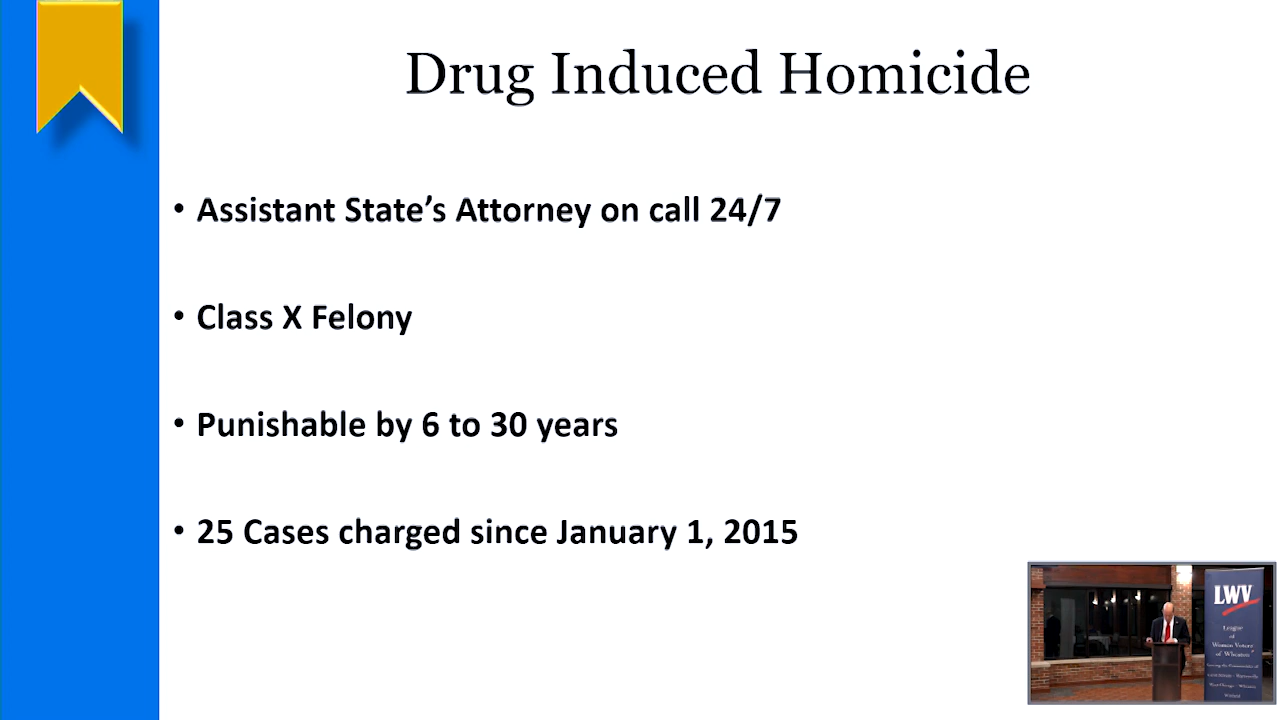 Drug Induced Homicide
• Assistant State’s Attorney on call 24/7
• Class X Felony
• Punishable by 6 to 30 years
• 25 Cases charged since January 1, 2015
LWV
League
of
Women Voters
of Wheaton